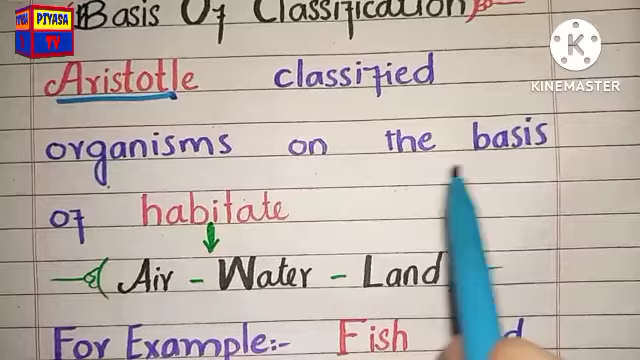 Basis Of Classification
PIYASA
TV
KINEMASTER
Aristotle classified
organisms on the basis
of habitate
Air - Water - Land
For Example:- Fish